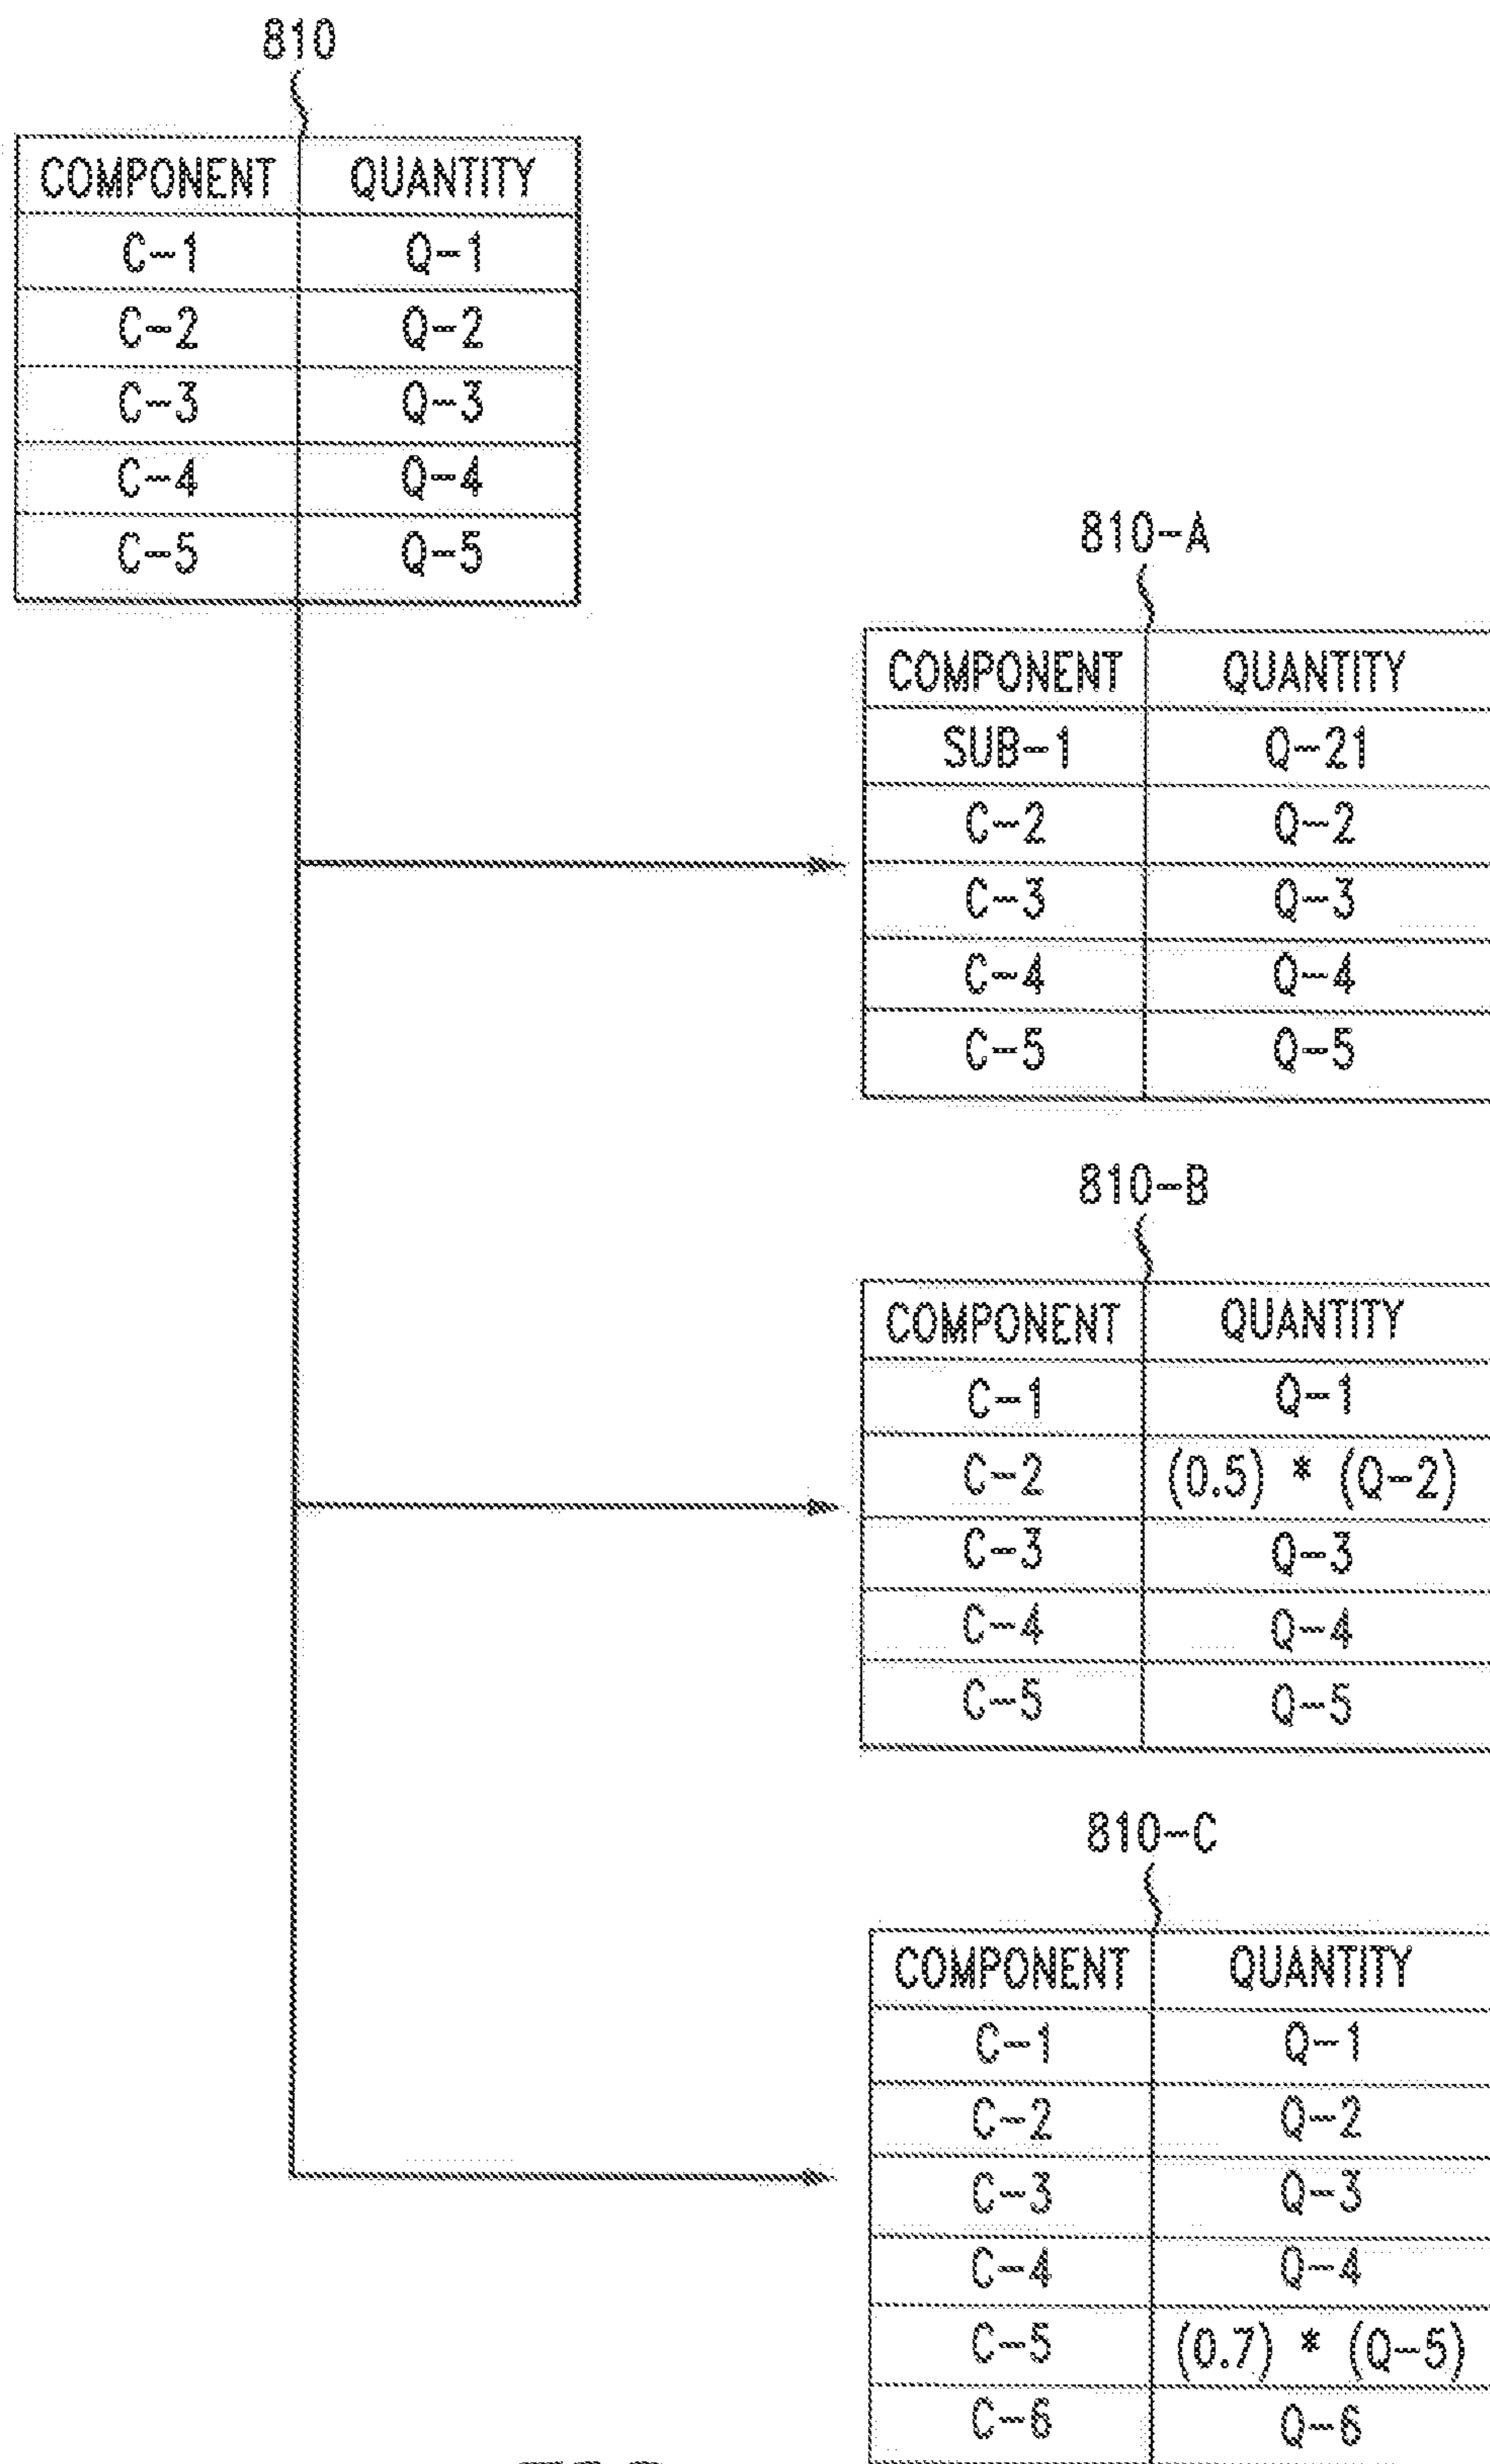 810
COMPONENT QUANTITY
C-1 Q-1
C-2 Q-2
C-3 Q-3
C-4 Q-4
C-5 Q-5
810-A
COMPONENT QUANTITY
SUB-1 Q-21
C-2 Q-2
C-3 Q-3
C-4 Q-4
C-5 Q-5
810-B
COMPONENT QUANTITY
C-1 Q-1
C-2 (0.5) * (Q-2)
C-3 Q-3
C-4 Q-4
C-5 Q-5
810-C
COMPONENT QUANTITY
C-1 Q-1
C-2 Q-2
C-3 Q-3
C-4 Q-4
C-5 (0.7) * (Q-5)
C-6 Q-6